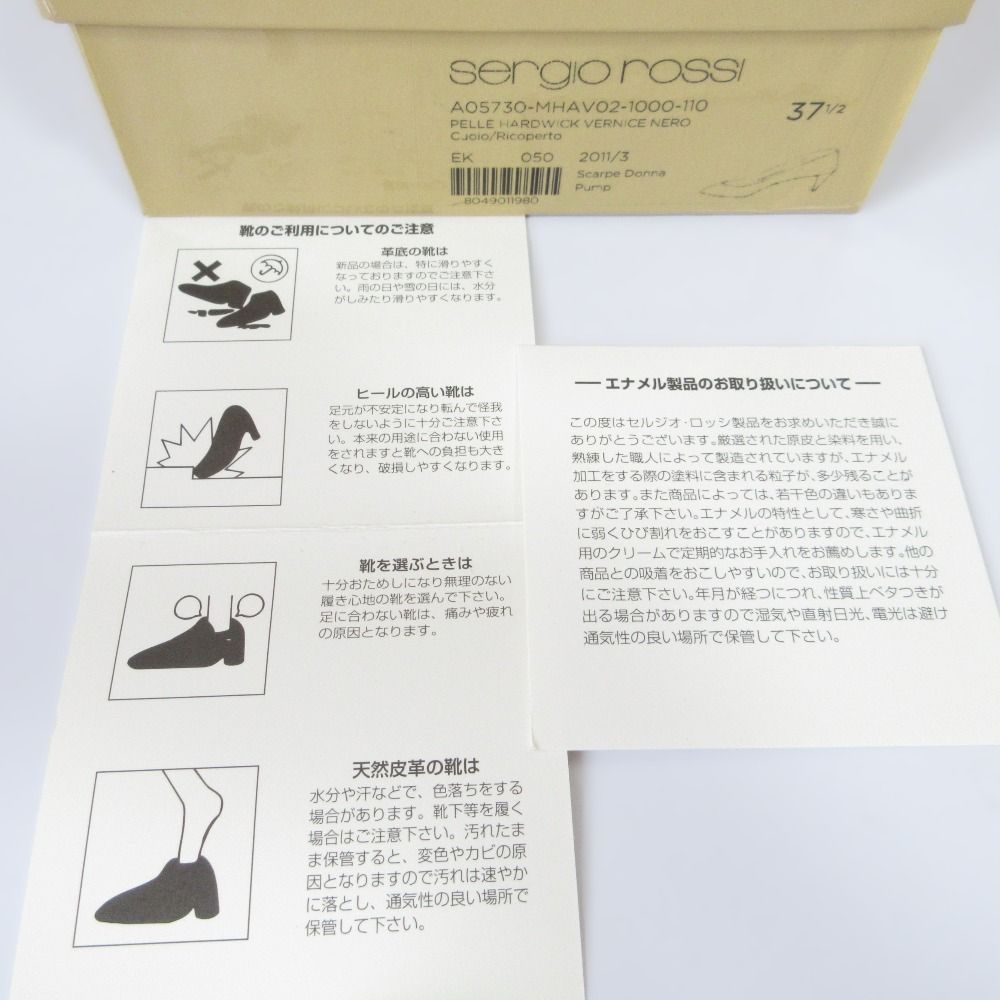 sergio rossi
A05730-MHAV02-1000-110
37 1/2
PELLE HARDWICK VERNICE NERO
Cuoio/Ricoperto
EK 050 2011/3
Scarpe Donna
Pump
8049011980
靴のご利用についてのご注意
革底の靴は
新品の場合は、特に滑りやすく
なっておりますのでご注意下さ
い。雨の日や雪の日には、水分
がしみたり滑りやすくなります。
ヒールの高い靴は
足元が不安定になり転んで怪我
をしないように十分ご注意下さ
い。本来の用途に合わない使用
をされますと靴への負担も大き
くなり、破損しやすくなります。
靴を選ぶときは
十分おためしになり無理のない
履き心地の靴を選んで下さい。
足に合わない靴は、痛みや疲れ
の原因となります。
天然皮革の靴は
水分や汗などで、色落ちをする
場合があります。靴下等を履く
場合はご注意下さい。汚れたま
ま保管すると、変色やカビの原
因となりますので汚れは速やか
に落とし、通気性の良い場所で
保管して下さい。
― エナメル製品のお取り扱いについて ―
この度はセルジオ・ロッシ製品をお求めいただき誠に
ありがとうございます。厳選された原皮と染料を用い、
熟練した職人によって製造されていますが、エナメル
加工をする際の塗料に含まれる粒子が、多少残ることが
あります。また商品によっては、若干色の違いもありま
すがご了承下さい。エナメルの特性として、寒さや曲折
に弱くひび割れをおこすことがありますので、エナメル
用のクリームで定期的なお手入れをお薦めします。他の
商品との吸着をおこしやすいので、お取り扱いには十分
にご注意下さい。年月が経つにつれ、性質上ベタつきが
出る場合がありますので湿気や直射日光、電光は避け
通気性の良い場所で保管して下さい。